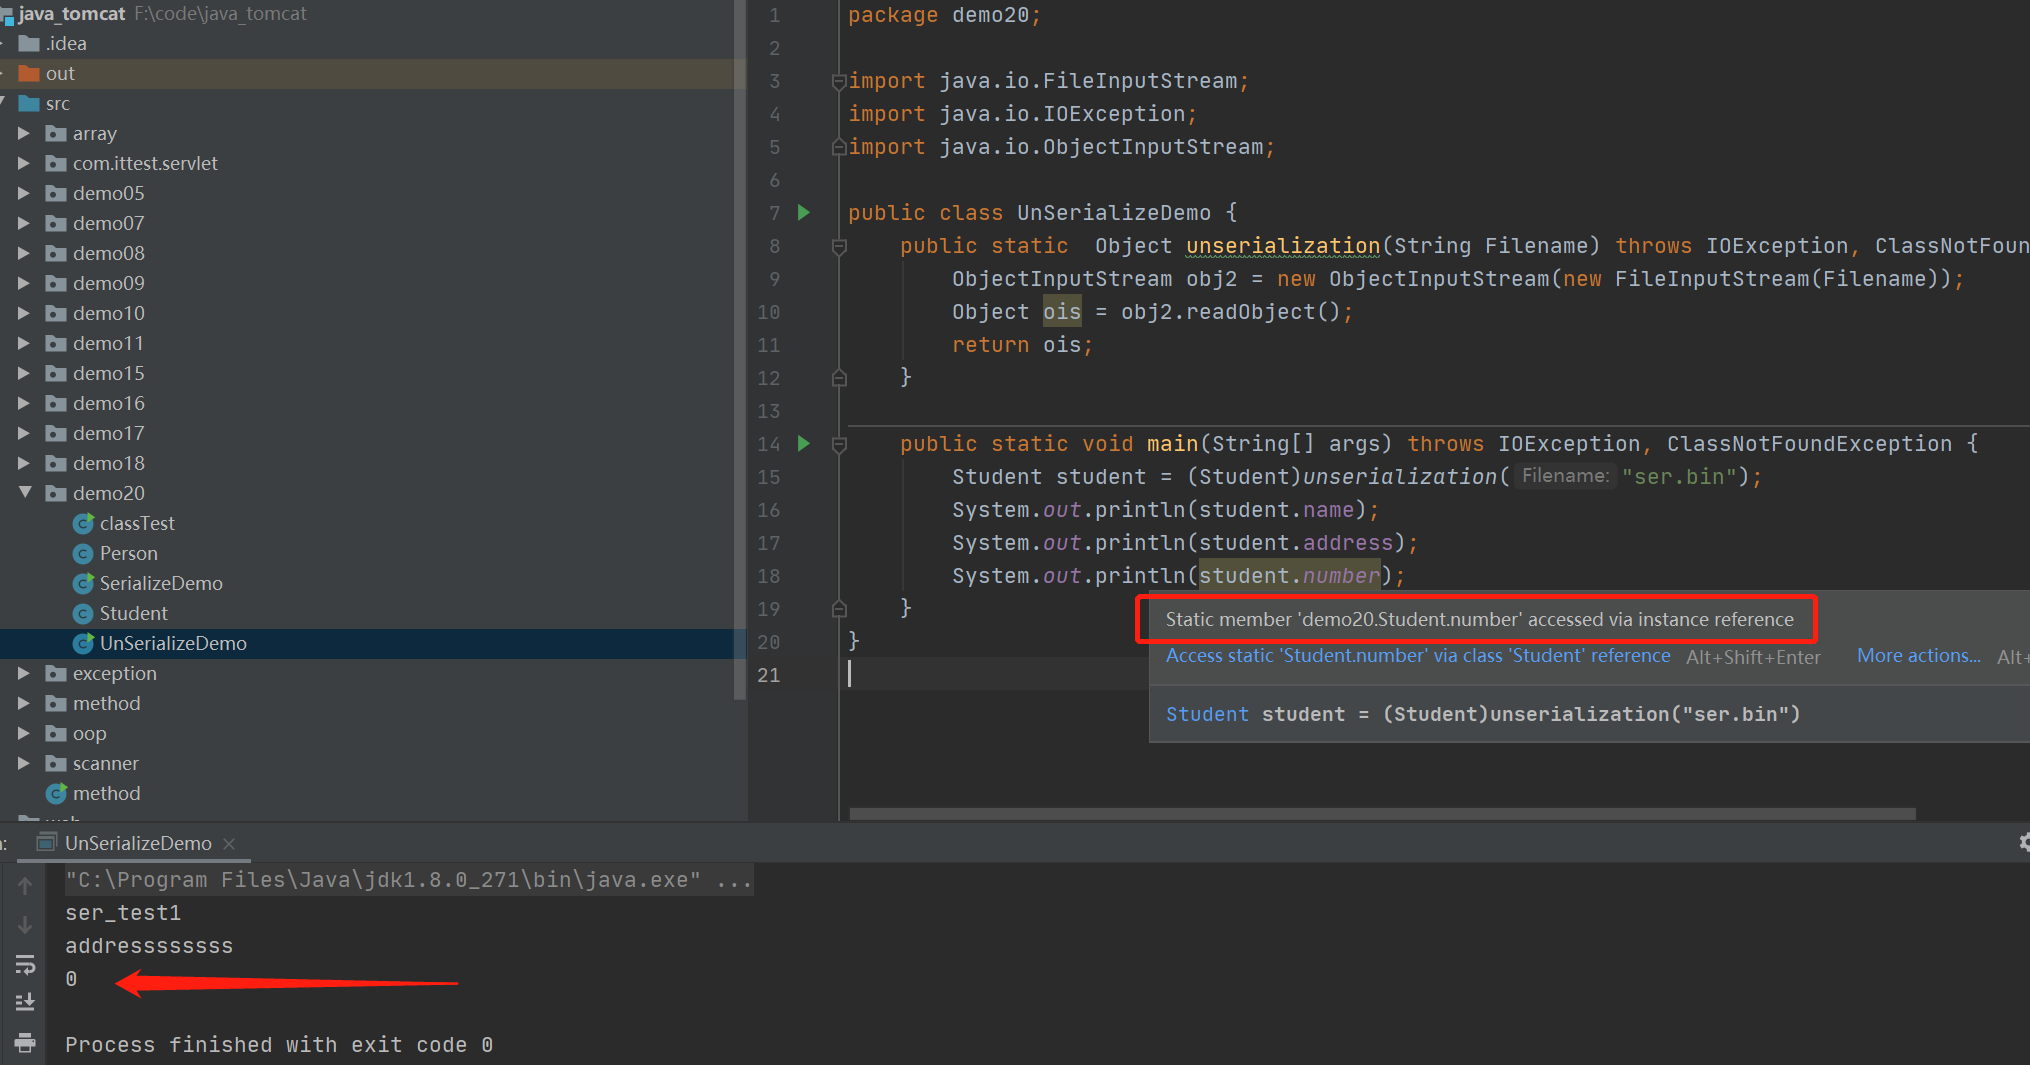 java_tomcat F:\code\java_tomcat
.idea
out
src
array
com.ittest.servlet
demo05
demo07
demo08
demo09
demo10
demo11
demo15
demo16
demo17
demo18
demo20
classTest
Person
SerializeDemo
Student
UnSerializeDemo
exception
method
oop
scanner
method
1 package demo20;
2
3 import java.io.FileInputStream;
4 import java.io.IOException;
5 import java.io.ObjectInputStream;
6
7 public class UnSerializeDemo {
8 public static Object unserialization(String Filename) throws IOException, ClassNotFoun
9 ObjectInputStream obj2 = new ObjectInputStream(new FileInputStream(Filename));
10 Object ois = obj2.readObject();
11 return ois;
12 }
13
14 public static void main(String[] args) throws IOException, ClassNotFoundException {
15 Student student = (Student)unserialization( Filename: "ser.bin");
16 System.out.println(student.name);
17 System.out.println(student.address);
18 System.out.println(student.number);
19 }
20 }
21
Static member 'demo20.Student.number' accessed via instance reference
Access static 'Student.number' via class 'Student' reference Alt+Shift+Enter More actions... Alt+
Student student = (Student)unserialization("ser.bin")
UnSerializeDemo
"C:\Program Files\Java\jdk1.8.0_271\bin\java.exe" ...
ser_test1
addressssssss
0
Process finished with exit code 0